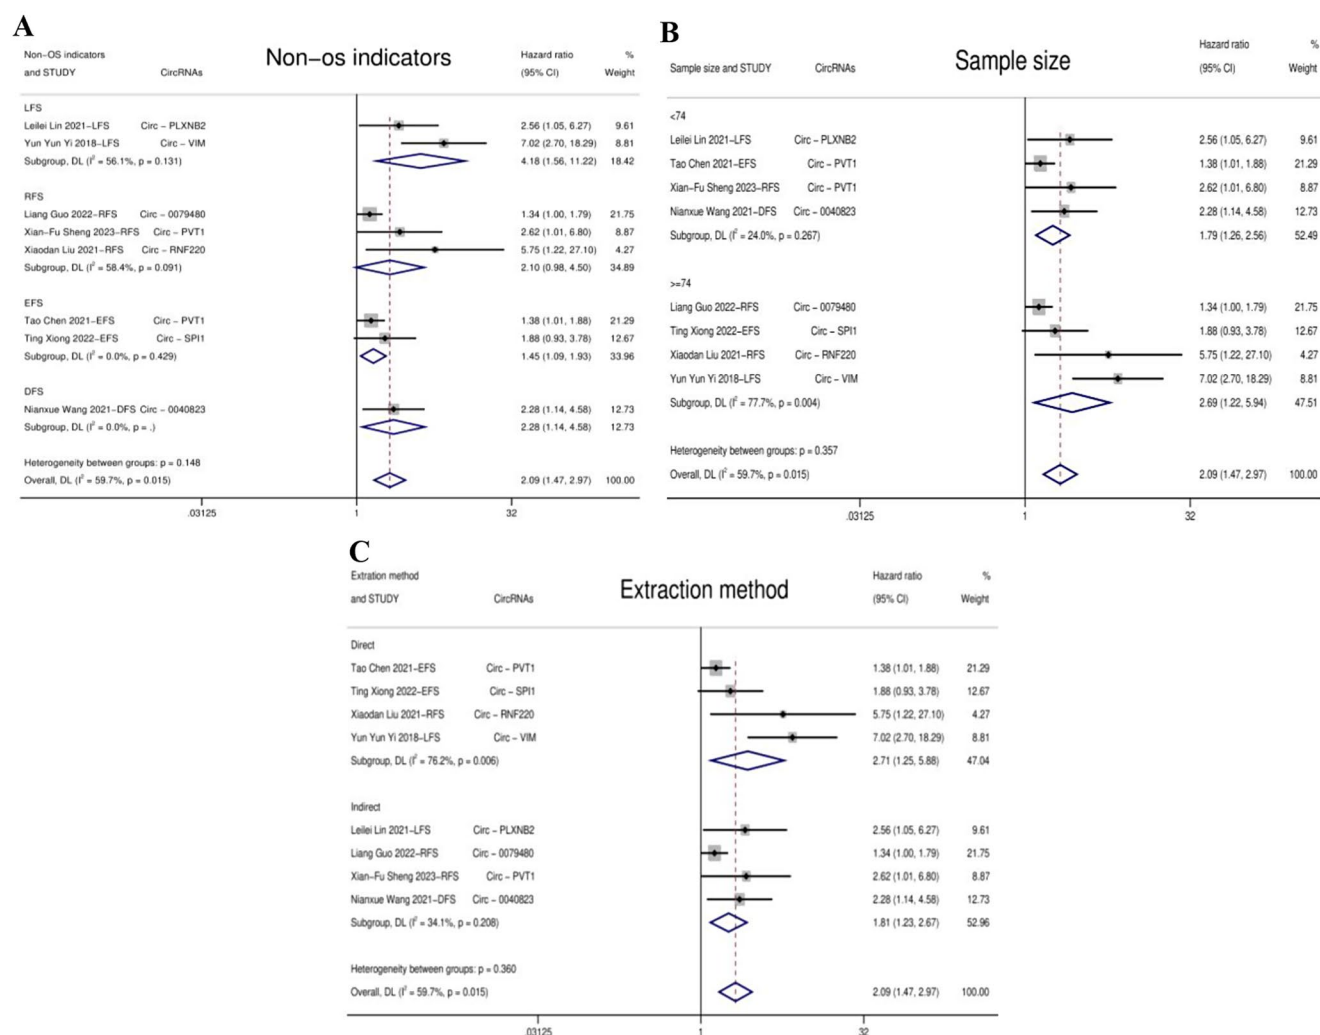 A
Non–OS indicators Non–os indicators Hazard ratio %
and STUDY CircRNAs (95% CI) Weight
LFS
Leilei Lin 2021–LFS Circ – PLXNB2 2.56 (1.05, 6.27) 9.61
Yun Yun Yi 2018–LFS Circ – VIM 7.02 (2.70, 18.29) 8.81
Subgroup, DL (I² = 56.1%, p = 0.131) 4.18 (1.56, 11.22) 18.42
RFS
Liang Guo 2022–RFS Circ – 0079480 1.34 (1.00, 1.79) 21.75
Xian–Fu Sheng 2023–RFS Circ – PVT1 2.62 (1.01, 6.80) 8.87
Xiaodan Liu 2021–RFS Circ – RNF220 5.75 (1.22, 27.10) 4.27
Subgroup, DL (I² = 58.4%, p = 0.091) 2.10 (0.98, 4.50) 34.89
EFS
Tao Chen 2021–EFS Circ – PVT1 1.38 (1.01, 1.88) 21.29
Ting Xiong 2022–EFS Circ – SPI1 1.88 (0.93, 3.78) 12.67
Subgroup, DL (I² = 0.0%, p = 0.429) 1.45 (1.09, 1.93) 33.96
DFS
Nianxue Wang 2021–DFS Circ – 0040823 2.28 (1.14, 4.58) 12.73
Subgroup, DL (I² = 0.0%, p = .) 2.28 (1.14, 4.58) 12.73
Heterogeneity between groups: p = 0.148
Overall, DL (I² = 59.7%, p = 0.015) 2.09 (1.47, 2.97) 100.00
.03125 1 32
B
Hazard ratio %
Sample size and STUDY CircRNAs Sample size (95% CI) Weight
<74
Leilei Lin 2021–LFS Circ – PLXNB2 2.56 (1.05, 6.27) 9.61
Tao Chen 2021–EFS Circ – PVT1 1.38 (1.01, 1.88) 21.29
Xian–Fu Sheng 2023–RFS Circ – PVT1 2.62 (1.01, 6.80) 8.87
Nianxue Wang 2021–DFS Circ – 0040823 2.28 (1.14, 4.58) 12.73
Subgroup, DL (I² = 24.0%, p = 0.267) 1.79 (1.26, 2.56) 52.49
>=74
Liang Guo 2022–RFS Circ – 0079480 1.34 (1.00, 1.79) 21.75
Ting Xiong 2022–EFS Circ – SPI1 1.88 (0.93, 3.78) 12.67
Xiaodan Liu 2021–RFS Circ – RNF220 5.75 (1.22, 27.10) 4.27
Yun Yun Yi 2018–LFS Circ – VIM 7.02 (2.70, 18.29) 8.81
Subgroup, DL (I² = 77.7%, p = 0.004) 2.69 (1.22, 5.94) 47.51
Heterogeneity between groups: p = 0.357
Overall, DL (I² = 59.7%, p = 0.015) 2.09 (1.47, 2.97) 100.00
.03125 1 32
C
Extration method Extraction method Hazard ratio %
and STUDY CircRNAs (95% CI) Weight
Direct
Tao Chen 2021–EFS Circ – PVT1 1.38 (1.01, 1.88) 21.29
Ting Xiong 2022–EFS Circ – SPI1 1.88 (0.93, 3.78) 12.67
Xiaodan Liu 2021–RFS Circ – RNF220 5.75 (1.22, 27.10) 4.27
Yun Yun Yi 2018–LFS Circ – VIM 7.02 (2.70, 18.29) 8.81
Subgroup, DL (I² = 76.2%, p = 0.006) 2.71 (1.25, 5.88) 47.04
Indirect
Leilei Lin 2021–LFS Circ – PLXNB2 2.56 (1.05, 6.27) 9.61
Liang Guo 2022–RFS Circ – 0079480 1.34 (1.00, 1.79) 21.75
Xian–Fu Sheng 2023–RFS Circ – PVT1 2.62 (1.01, 6.80) 8.87
Nianxue Wang 2021–DFS Circ – 0040823 2.28 (1.14, 4.58) 12.73
Subgroup, DL (I² = 34.1%, p = 0.208) 1.81 (1.23, 2.67) 52.96
Heterogeneity between groups: p = 0.360
Overall, DL (I² = 59.7%, p = 0.015) 2.09 (1.47, 2.97) 100.00
.03125 1 32